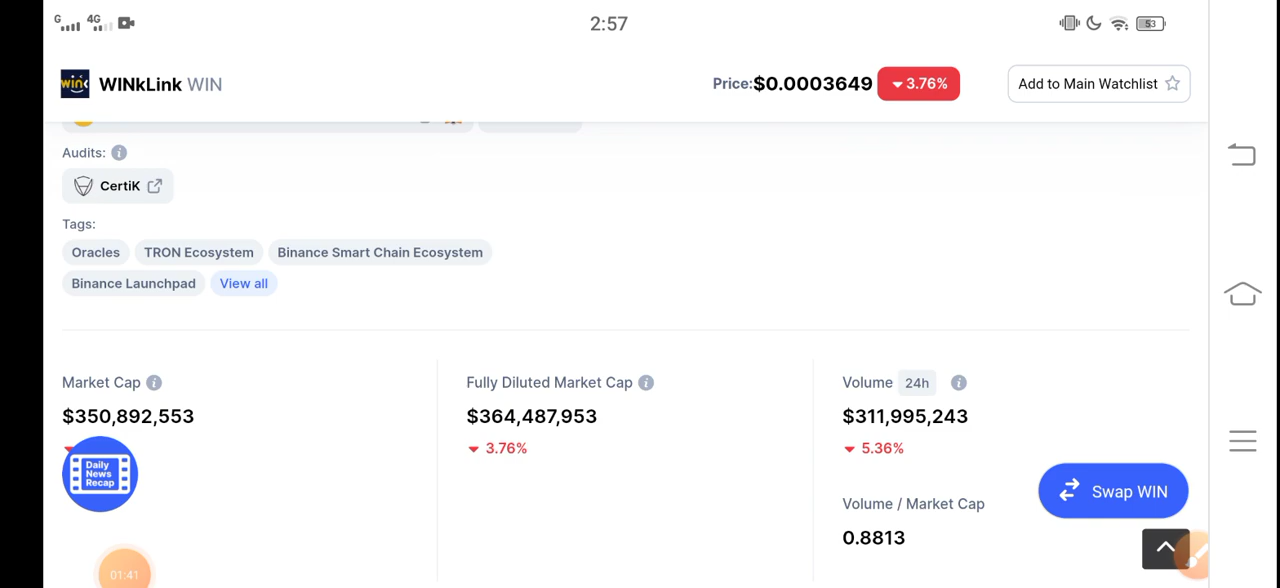 G 4G 2:57 53
wink WINkLink WIN Price: $0.0003649 3.76% Add to Main Watchlist
Audits:
CertiK
Tags:
Oracles TRON Ecosystem Binance Smart Chain Ecosystem
Binance Launchpad View all
Market Cap Fully Diluted Market Cap Volume 24h
$350,892,553 $364,487,953 $311,995,243
3.76% 5.36%
Daily
News
Recap
Swap WIN
Volume / Market Cap
0.8813
01:41